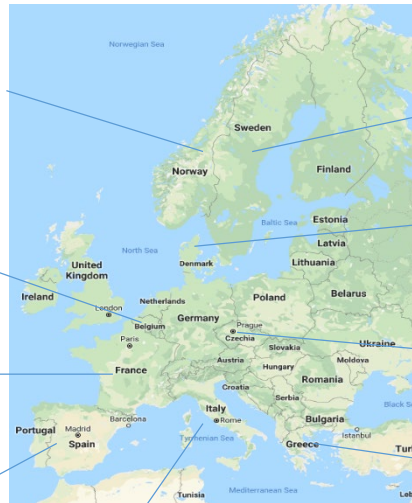 Norwegian Sea
Sweden
Norway
Finland
Baltic Sea
Estonia
Latvia
North Sea
Denmark
Lithuania
United
Kingdom
Ireland
London
Netherlands
Belgium
Germany
Poland
Belarus
Prague
Czechia
Paris
Ukraine
Slovakia
Moldova
Austria
Hungary
France
Romania
Croatia
Serbia
Black S
Italy
Bulgaria
Barcelona
Rome
Istanbul
Portugal
Madrid
Spain
Tyrrhenian Sea
Greece
Tur
Tunisia
Mediterranean Sea
Leb